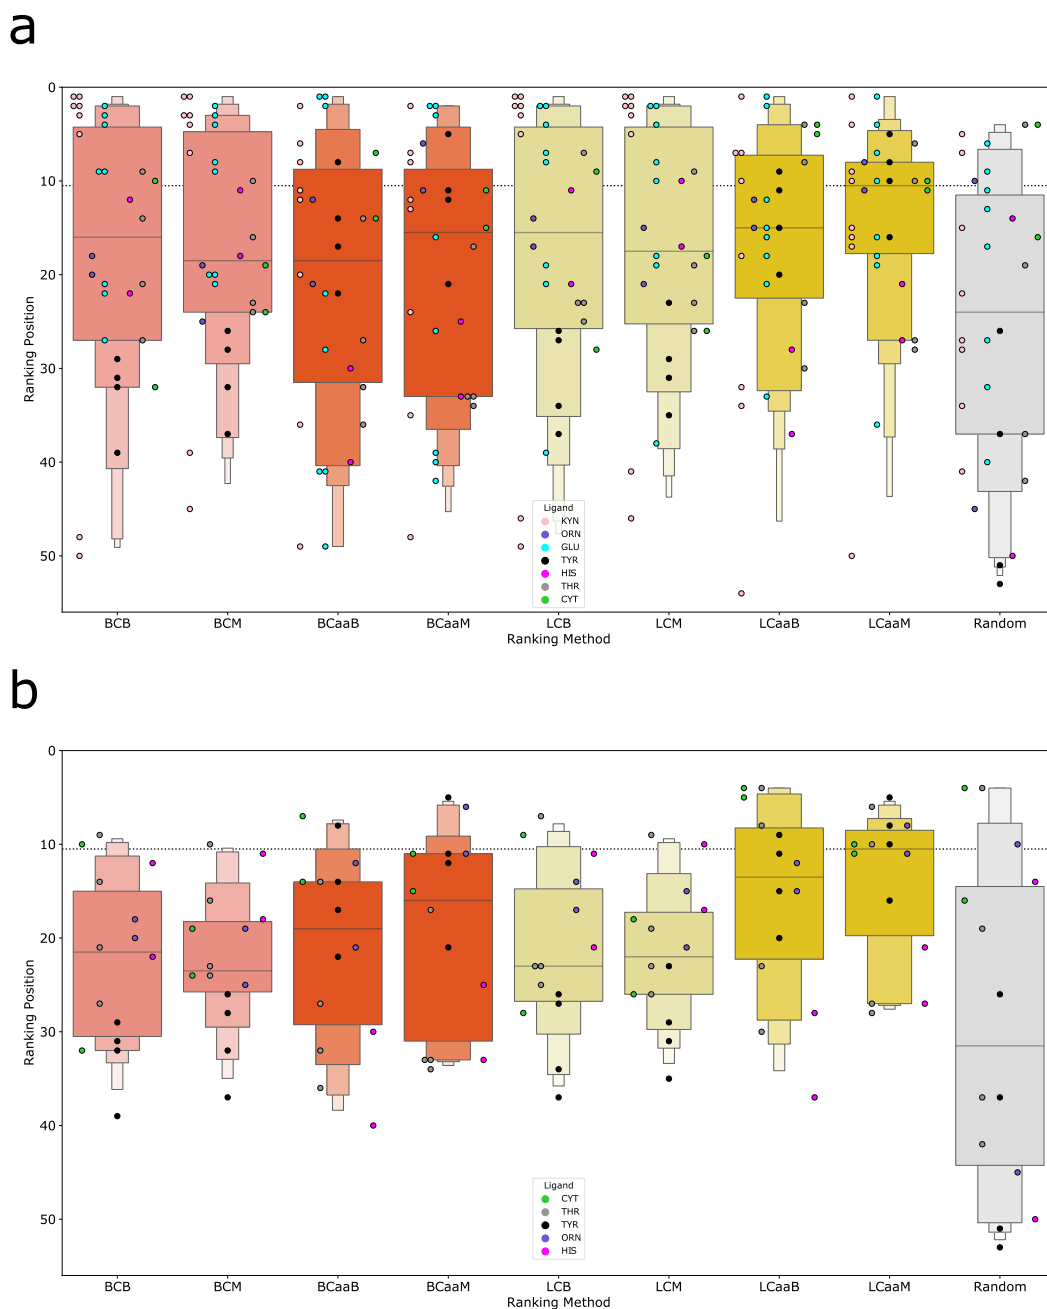 a
0
10
20
30
40
50
Ranking Position
Ligand
KYN
ORN
GLU
TYR
HIS
THR
CYT
BCB BCM BCaaB BCaaM LCB LCM LCaaB LCaaM Random
Ranking Method
b
0
10
20
30
40
50
Ranking Position
Ligand
CYT
THR
TYR
ORN
HIS
BCB BCM BCaaB BCaaM LCB LCM LCaaB LCaaM Random
Ranking Method